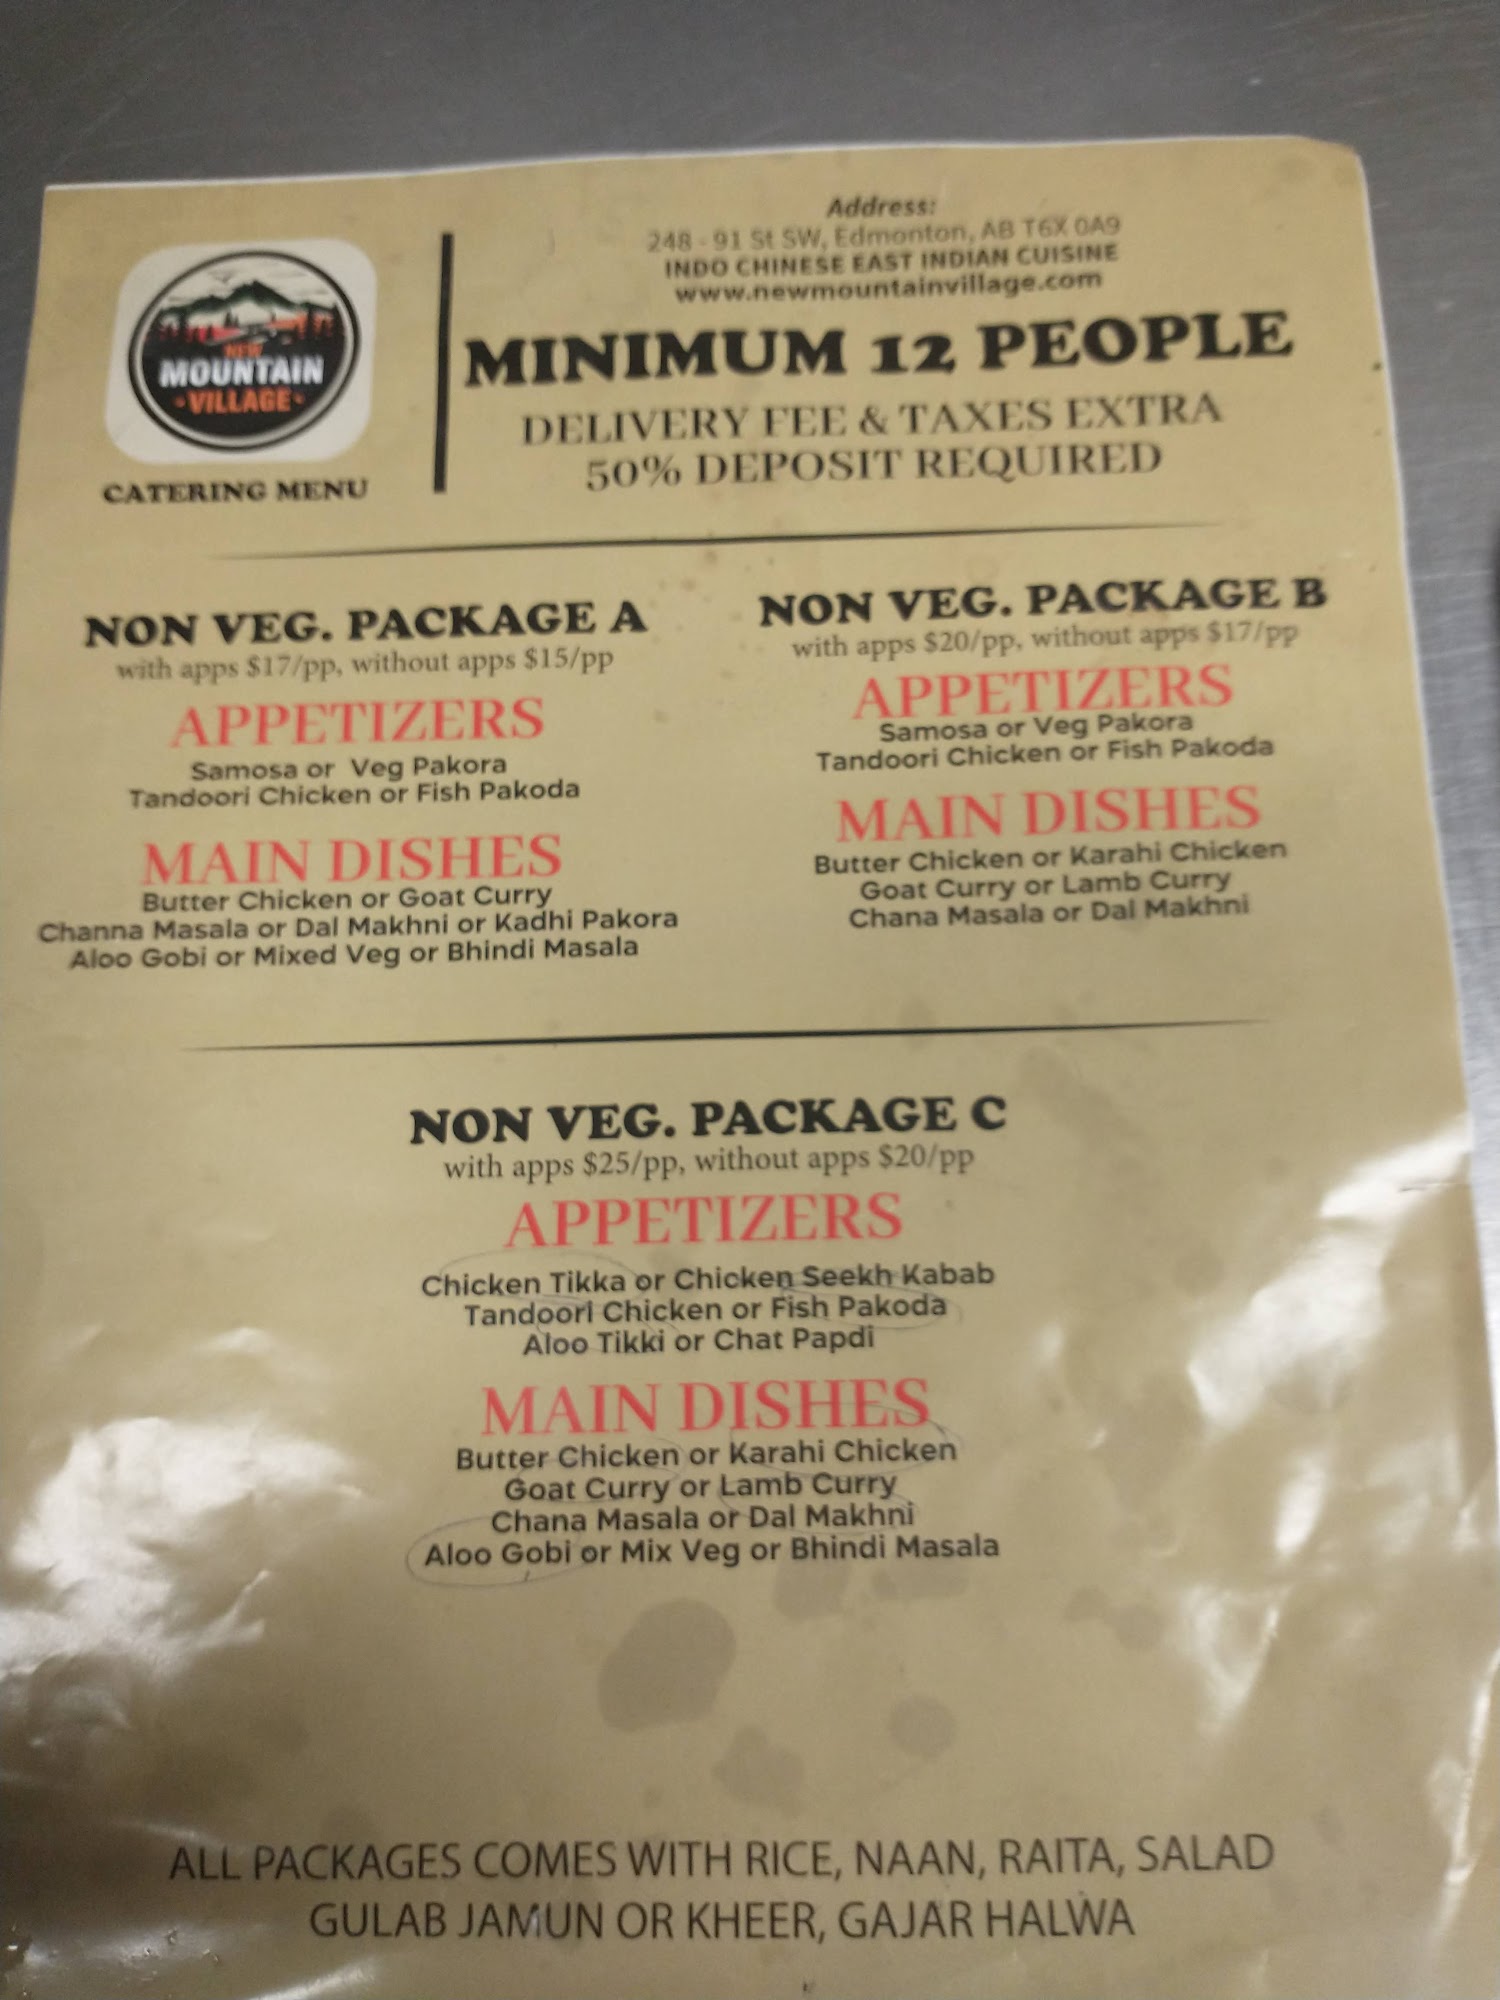 NEW
MOUNTAIN
VILLAGE
CATERING MENU
Address:
248 - 91 St SW, Edmonton, AB T6X 0A9
INDO CHINESE EAST INDIAN CUISINE
www.newmountainvillage.com
MINIMUM 12 PEOPLE
DELIVERY FEE & TAXES EXTRA
50% DEPOSIT REQUIRED
NON VEG. PACKAGE A
with apps $17/pp, without apps $15/pp
APPETIZERS
Samosa or Veg Pakora
Tandoori Chicken or Fish Pakoda
MAIN DISHES
Butter Chicken or Goat Curry
Channa Masala or Dal Makhni or Kadhi Pakora
Aloo Gobi or Mixed Veg or Bhindi Masala
NON VEG. PACKAGE B
with apps $20/pp, without apps $17/pp
APPETIZERS
Samosa or Veg Pakora
Tandoori Chicken or Fish Pakoda
MAIN DISHES
Butter Chicken or Karahi Chicken
Goat Curry or Lamb Curry
Chana Masala or Dal Makhni
NON VEG. PACKAGE C
with apps $25/pp, without apps $20/pp
APPETIZERS
Chicken Tikka or Chicken Seekh Kabab
Tandoori Chicken or Fish Pakoda
Aloo Tikki or Chat Papdi
MAIN DISHES
Butter Chicken or Karahi Chicken
Goat Curry or Lamb Curry
Chana Masala or Dal Makhni
Aloo Gobi or Mix Veg or Bhindi Masala
ALL PACKAGES COMES WITH RICE, NAAN, RAITA, SALAD
GULAB JAMUN OR KHEER, GAJAR HALWA